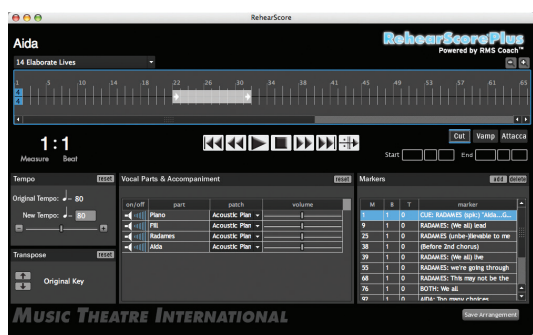 RehearScore
Aida
RehearScorePlus
Powered by RMS Coach™
14 Elaborate Lives
1 5 10 14 18 22 26 30 34 38 41 45 49 53 57 61 65
4
4
1:1
Measure Beat
Cut Vamp Attacca
Start End
Tempo reset
Original Tempo: ♩= 80
New Tempo: ♩= 80
Transpose reset
Original Key
Vocal Parts & Accompaniment reset
on/off part patch volume
Piano Acoustic Pian
Fill Acoustic Pian
Radames Acoustic Pian
Aida Acoustic Pian
Markers add delete
M B T marker
1 1 0 CUE: RADAMES (spk:) "Aida...G...
9 1 0 RADAMES: (We all) lead
25 1 0 RADAMES (unbe-)lievable to me
38 1 0 (Before 2nd chorus)
39 1 0 RADAMES: (We all) live
55 1 0 RADAMES: we're going through
68 1 0 RADAMES: This may not be the
76 1 0 BOTH: We all
92 1 0 AIDA: Too many choices
MUSIC THEATRE INTERNATIONAL
Save Arrangement